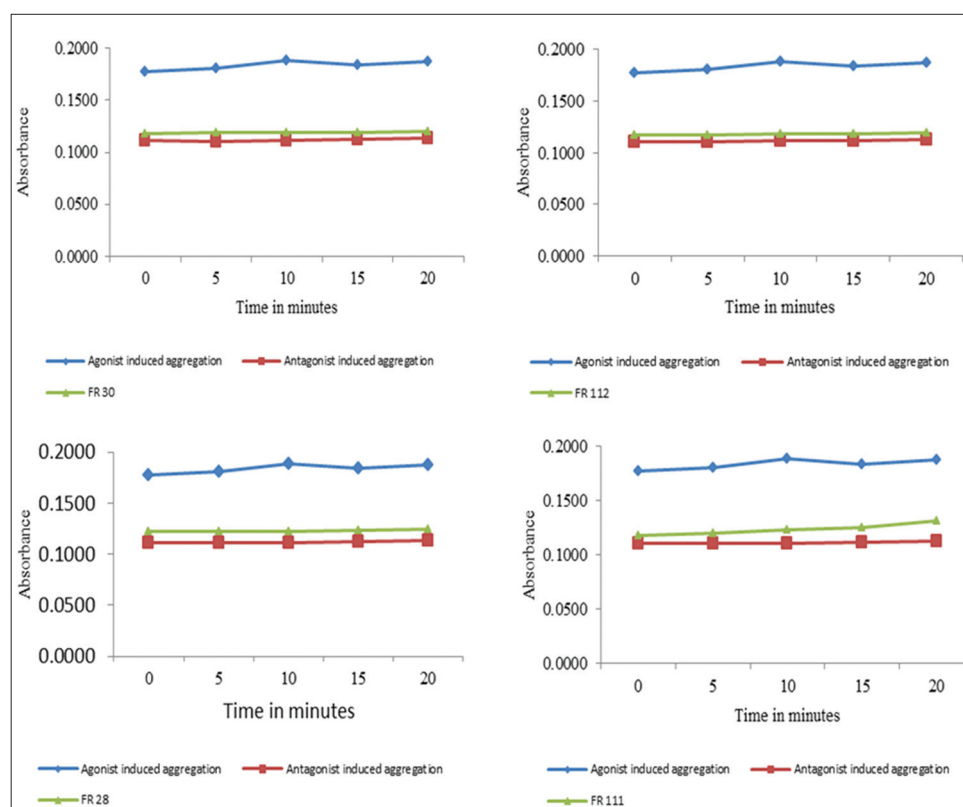 0.2000
0.1500
0.1000
0.0500
0.0000
Absorbance
0 5 10 15 20
Time in minutes
Agonist induced aggregation Antagonist induced aggregation
FR 30
0.2000
0.1500
0.1000
0.0500
0.0000
Absorbance
0 5 10 15 20
Time in minutes
Agonist induced aggregation Antagonist induced aggregation
FR 112
0.2000
0.1500
0.1000
0.0500
0.0000
Absorbance
0 5 10 15 20
Time in minutes
Agonist induced aggregation Antagonist induced aggregation
FR 28
0.2000
0.1500
0.1000
0.0500
0.0000
Absorbance
0 5 10 15 20
Time in minutes
Agonist induced aggregation Antagonist induced aggregation
FR 111